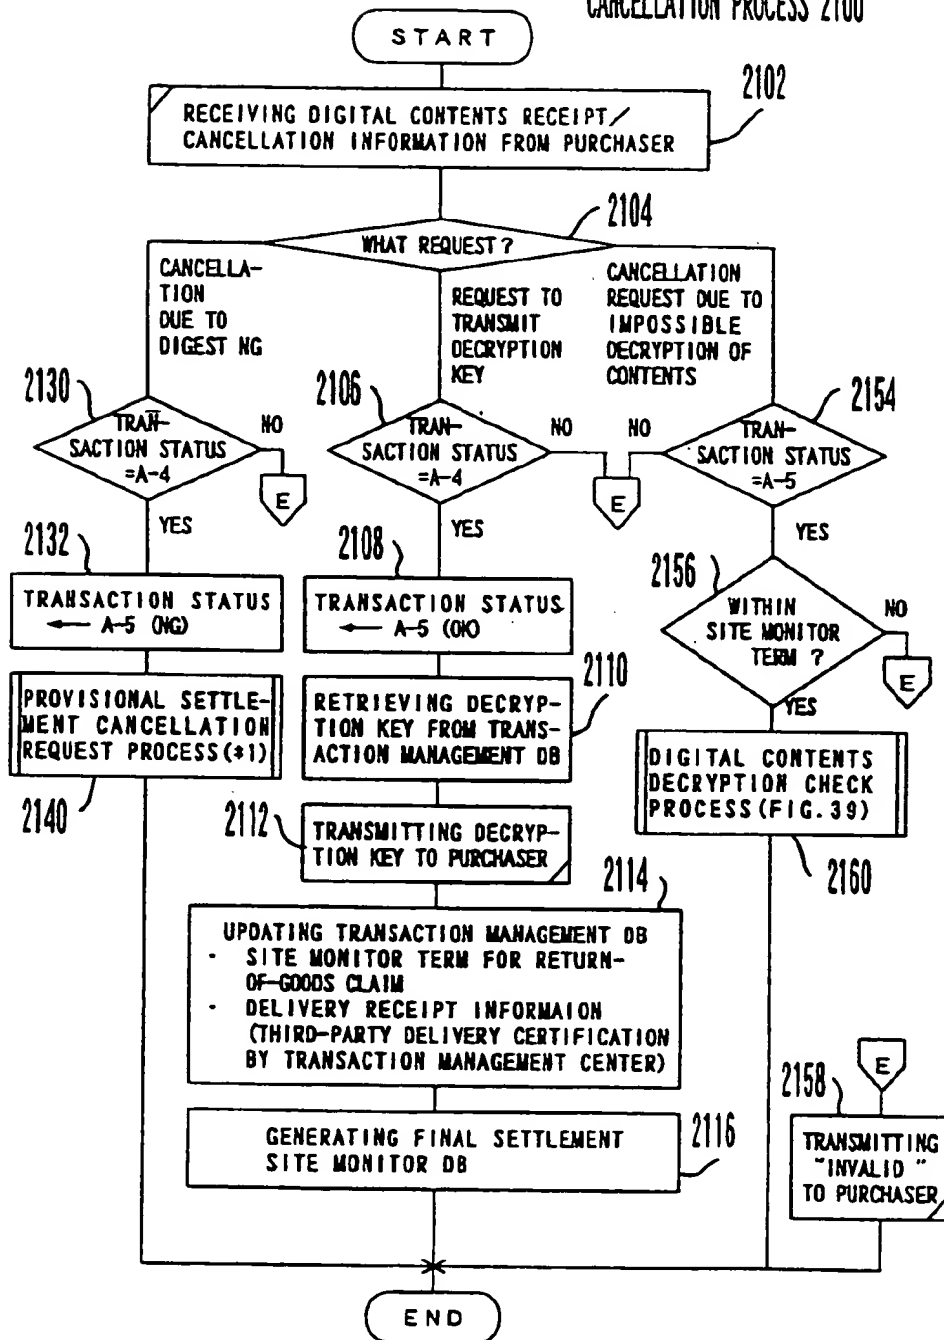 CANCELLATION PROCESS 2100
START
2102
RECEIVING DIGITAL CONTENTS RECEIPT/
CANCELLATION INFORMATION FROM PURCHASER
2104
WHAT REQUEST?
CANCELLA-
TION
DUE TO
DIGEST NG
REQUEST TO
TRANSMIT
DECRYPTION
KEY
CANCELLATION
REQUEST DUE TO
IMPOSSIBLE
DECRYPTION OF
CONTENTS
2130
TRAN-
SACTION STATUS
=A-4
NO
E
YES
2106
TRAN-
SACTION STATUS
=A-4
NO
YES
2154
TRAN-
SACTION STATUS
=A-5
NO
E
YES
2132
TRANSACTION STATUS
← A-5 (NG)
2108
TRANSACTION STATUS
← A-5 (OK)
2156
WITHIN
SITE MONITOR
TERM ?
NO
E
YES
PROVISIONAL SETTLE-
MENT CANCELLATION
REQUEST PROCESS(*1)
2140
2110
RETRIEVING DECRYP-
TION KEY FROM TRANS-
ACTION MANAGEMENT DB
DIGITAL CONTENTS
DECRYPTION CHECK
PROCESS(FIG.39)
2160
2112
TRANSMITTING DECRYP-
TION KEY TO PURCHASER
2114
UPDATING TRANSACTION MANAGEMENT DB
- SITE MONITOR TERM FOR RETURN-
OF-GOODS CLAIM
- DELIVERY RECEIPT INFORMAION
(THIRD-PARTY DELIVERY CERTIFICATION
BY TRANSACTION MANAGEMENT CENTER)
2116
GENERATING FINAL SETTLEMENT
SITE MONITOR DB
E
2158
TRANSMITTING
"INVALID "
TO PURCHASER
END